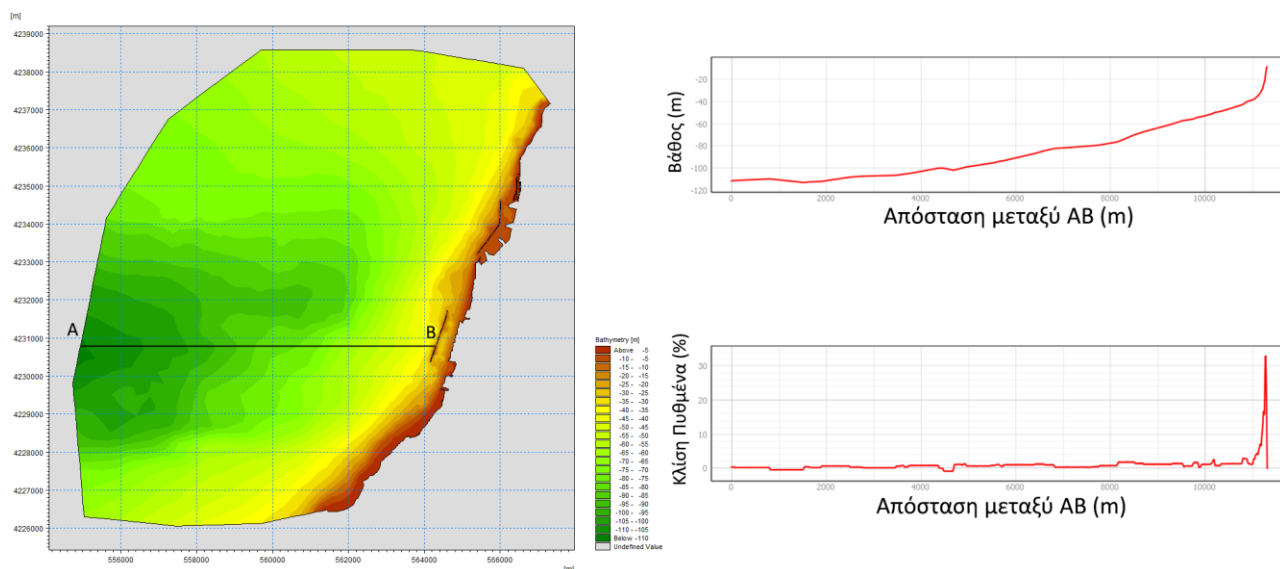 [m]
4239000
4238000
4237000
4236000
4235000
4234000
4233000
4232000
4231000
4230000
4229000
4228000
4227000
4226000
A
B
556000 558000 560000 562000 564000 566000
[m]
Bathymetry [m]
Above -5
-10 - -5
-15 - -10
-20 - -15
-25 - -20
-30 - -25
-35 - -30
-40 - -35
-45 - -40
-50 - -45
-55 - -50
-60 - -55
-65 - -60
-70 - -65
-75 - -70
-80 - -75
-85 - -80
-90 - -85
-95 - -90
-100 - -95
-105 - -100
-110 - -105
Below -110
Undefined Value
Βάθος (m)
-20
-40
-60
-80
-100
-120
0 2000 4000 6000 8000 10000
Απόσταση μεταξύ ΑΒ (m)
Κλίση Πυθμένα (%)
30
20
10
0
0 2000 4000 6000 8000 10000
Απόσταση μεταξύ ΑΒ (m)